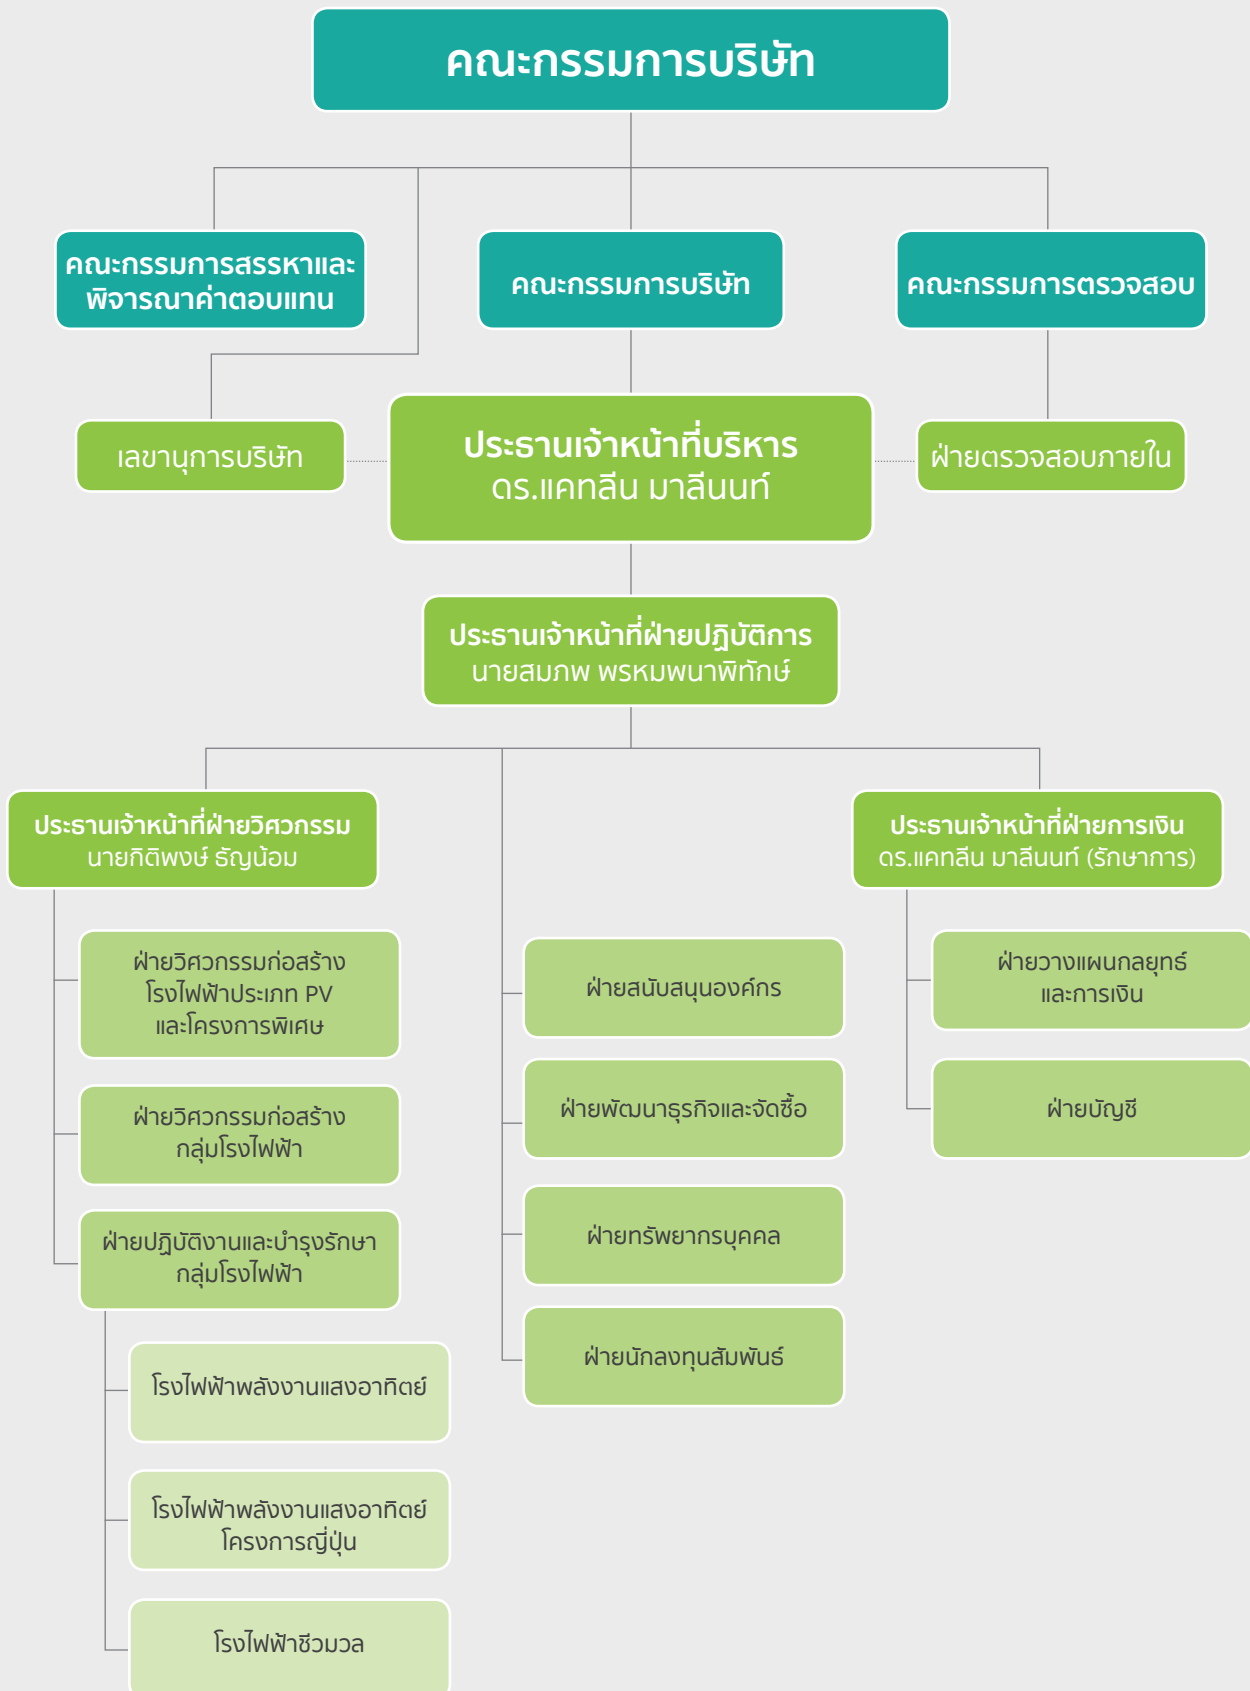 คณะกรรมการบริษัท
คณะกรรมการสรรหาและ
พิจารณาค่าตอบแทน
คณะกรรมการบริษัท
คณะกรรมการตรวจสอบ
เลขานุการบริษัท
ประธานเจ้าหน้าที่บริหาร
ดร.แคทลีน มาลีนนท์
ฝ่ายตรวจสอบภายใน
ประธานเจ้าหน้าที่ฝ่ายปฏิบัติการ
นายสมภพ พรหมพนาพิทักษ์
ประธานเจ้าหน้าที่ฝ่ายวิศวกรรม
นายกิติพงษ์ ธัญน้อม
ประธานเจ้าหน้าที่ฝ่ายการเงิน
ดร.แคทลีน มาลีนนท์ (รักษาการ)
ฝ่ายวิศวกรรมก่อสร้าง
โรงไฟฟ้าประเภท PV
และโครงการพิเศษ
ฝ่ายวิศวกรรมก่อสร้าง
กลุ่มโรงไฟฟ้า
ฝ่ายปฏิบัติงานและบำรุงรักษา
กลุ่มโรงไฟฟ้า
โรงไฟฟ้าพลังงานแสงอาทิตย์
โรงไฟฟ้าพลังงานแสงอาทิตย์
โครงการญี่ปุ่น
โรงไฟฟ้าชีวมวล
ฝ่ายสนับสนุนองค์กร
ฝ่ายพัฒนาธุรกิจและจัดซื้อ
ฝ่ายทรัพยากรบุคคล
ฝ่ายนักลงทุนสัมพันธ์
ฝ่ายวางแผนกลยุทธ์
และการเงิน
ฝ่ายบัญชี